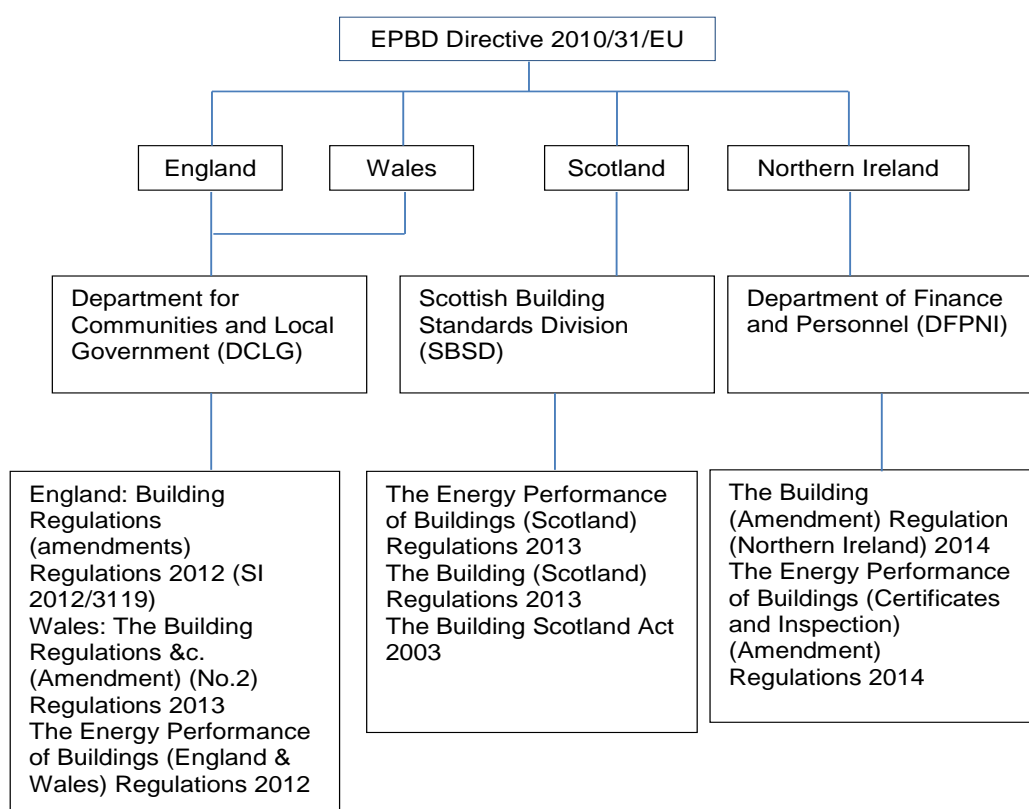 EPBD Directive 2010/31/EU
England
Wales
Scotland
Northern Ireland
Department for
Communities and Local
Government (DCLG)
Scottish Building
Standards Division
(SBSD)
Department of Finance
and Personnel (DFPNI)
England: Building
Regulations
(amendments)
Regulations 2012 (SI
2012/3119)
Wales: The Building
Regulations &c.
(Amendment) (No.2)
Regulations 2013
The Energy Performance
of Buildings (England &
Wales) Regulations 2012
The Energy Performance
of Buildings (Scotland)
Regulations 2013
The Building (Scotland)
Regulations 2013
The Building Scotland Act
2003
The Building
(Amendment) Regulation
(Northern Ireland) 2014
The Energy Performance
of Buildings (Certificates
and Inspection)
(Amendment)
Regulations 2014